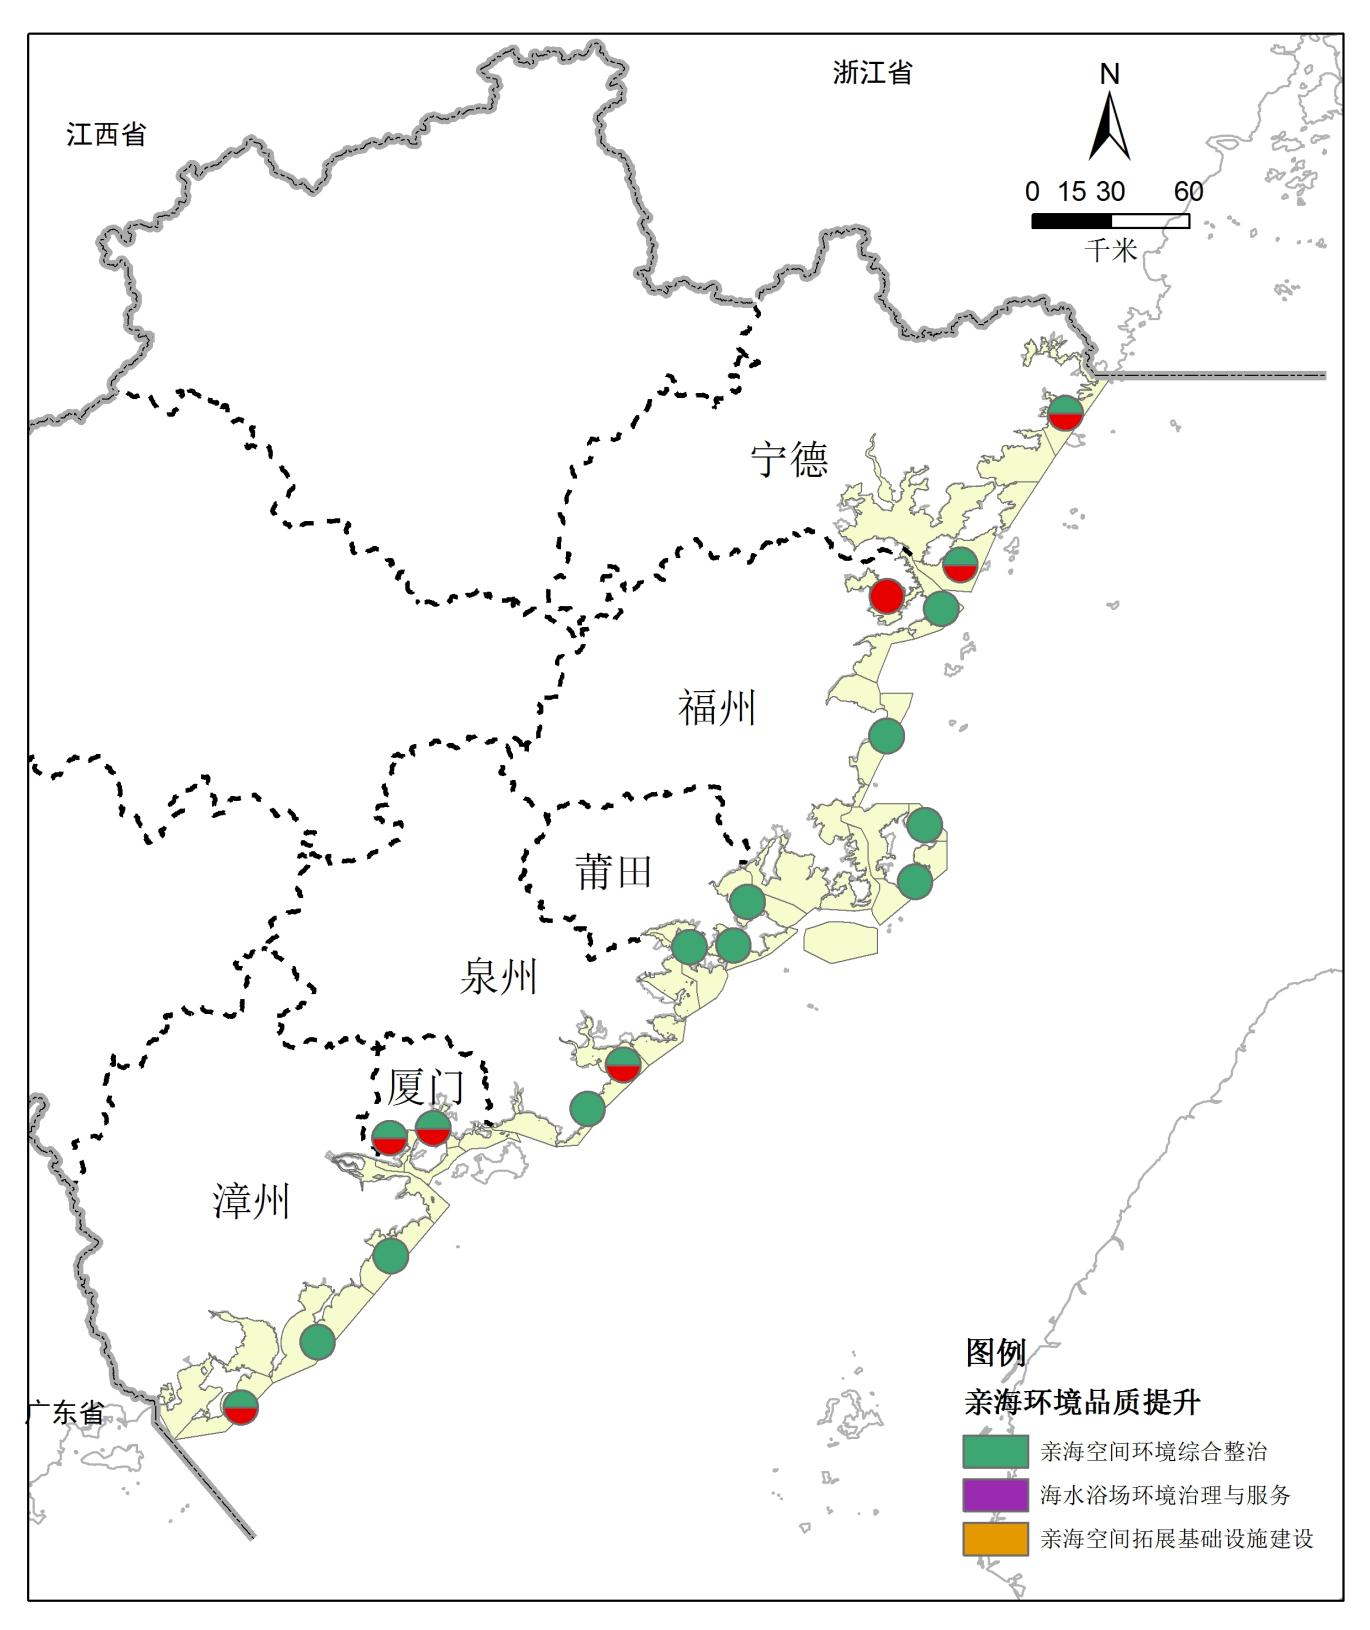 浙江省
N
江西省
0 15 30 60
千米
宁德
福州
莆田
泉州
厦门
漳州
广东省
图例
亲海环境品质提升
亲海空间环境综合整治
海水浴场环境治理与服务
亲海空间拓展基础设施建设